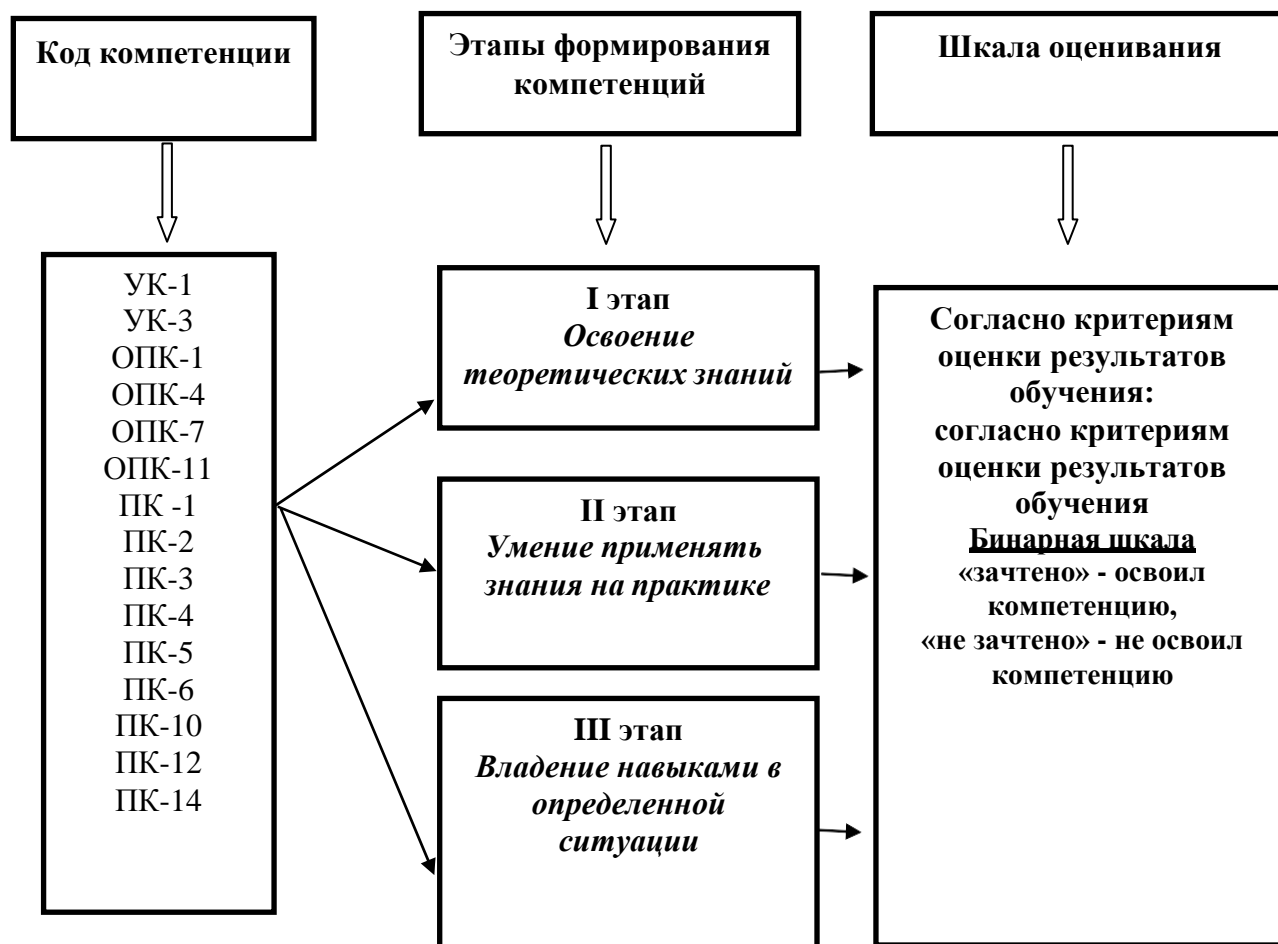 Код компетенции
Этапы формирования
компетенций
Шкала оценивания
УК-1
УК-3
ОПК-1
ОПК-4
ОПК-7
ОПК-11
ПК -1
ПК-2
ПК-3
ПК-4
ПК-5
ПК-6
ПК-10
ПК-12
ПК-14
I этап
Освоение
теоретических знаний
II этап
Умение применять
знания на практике
III этап
Владение навыками в
определенной
ситуации
Согласно критериям
оценки результатов
обучения:
согласно критериям
оценки результатов
обучения
Бинарная шкала
«зачтено» - освоил
компетенцию,
«не зачтено» - не освоил
компетенцию